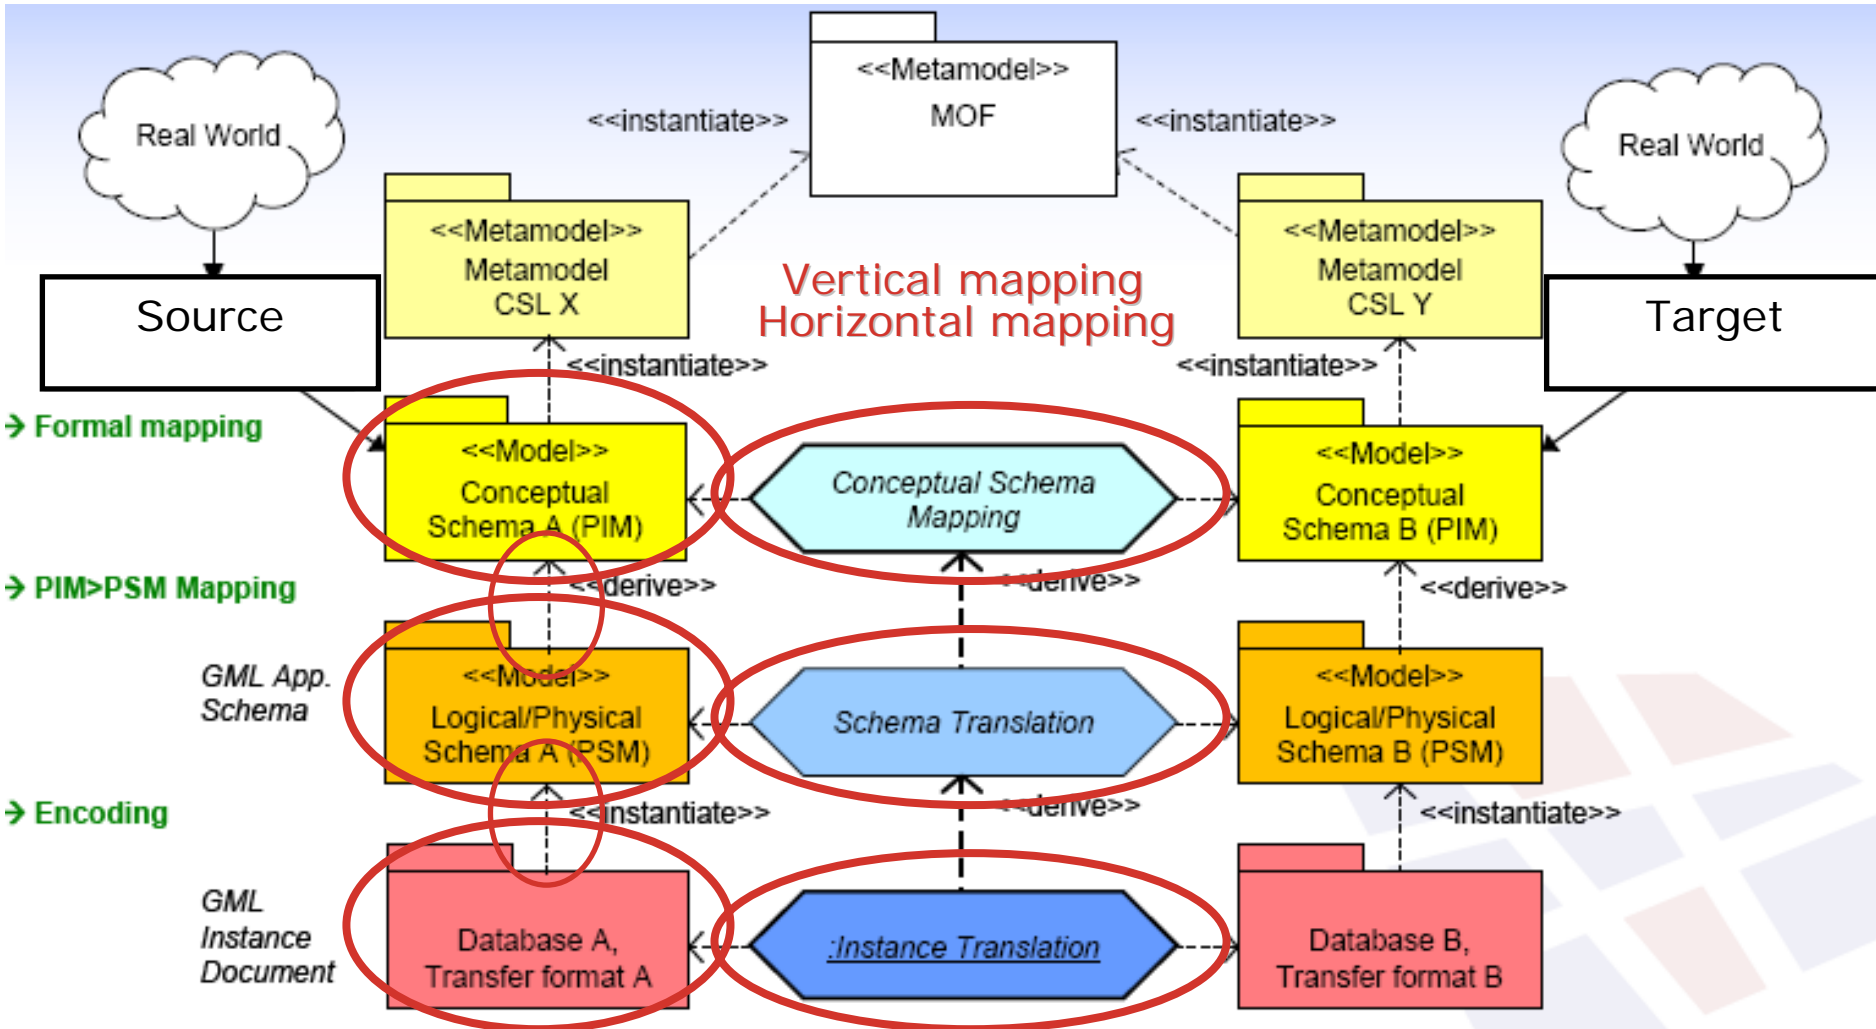 <<Metamodel>>
MOF
<<instantiate>>
<<instantiate>>
Real World
Real World
<<Metamodel>>
Metamodel
CSL X
<<Metamodel>>
Metamodel
CSL Y
Vertical mapping
Horizontal mapping
Source
Target
<<instantiate>>
<<instantiate>>
→ Formal mapping
<<Model>>
Conceptual
Schema A (PIM)
Conceptual Schema
Mapping
<<Model>>
Conceptual
Schema B (PIM)
→ PIM>PSM Mapping
<<derive>>
<<derive>>
<<derive>>
GML App.
Schema
<<Model>>
Logical/Physical
Schema A (PSM)
Schema Translation
<<Model>>
Logical/Physical
Schema B (PSM)
→ Encoding
<<instantiate>>
<<derive>>
<<instantiate>>
GML
Instance
Document
Database A,
Transfer format A
:Instance Translation
Database B,
Transfer format B